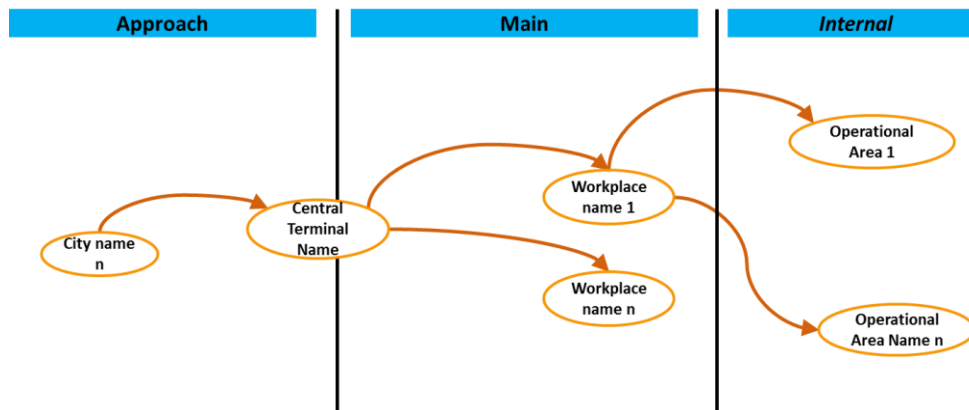 Approach
Main
Internal
City name
n
Central
Terminal
Name
Workplace
name 1
Workplace
name n
Operational
Area 1
Operational
Area Name n